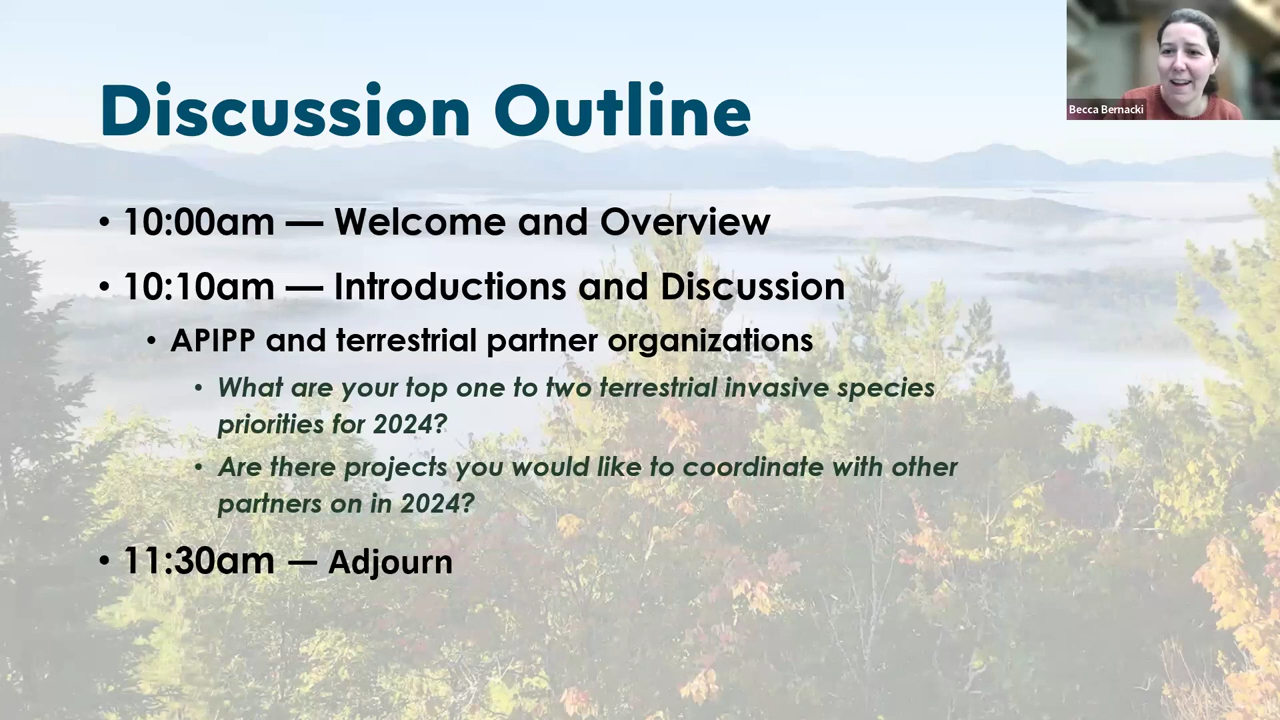 Becca Bernacki
Discussion Outline
• 10:00am — Welcome and Overview
• 10:10am — Introductions and Discussion
• APIPP and terrestrial partner organizations
• What are your top one to two terrestrial invasive species
priorities for 2024?
• Are there projects you would like to coordinate with other
partners on in 2024?
• 11:30am — Adjourn